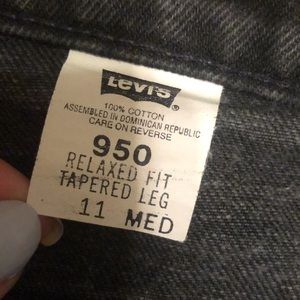 Levi's
100% COTTON
ASSEMBLED IN DOMINICAN REPUBLIC
CARE ON REVERSE
950
RELAXED FIT
TAPERED LEG
11 MED